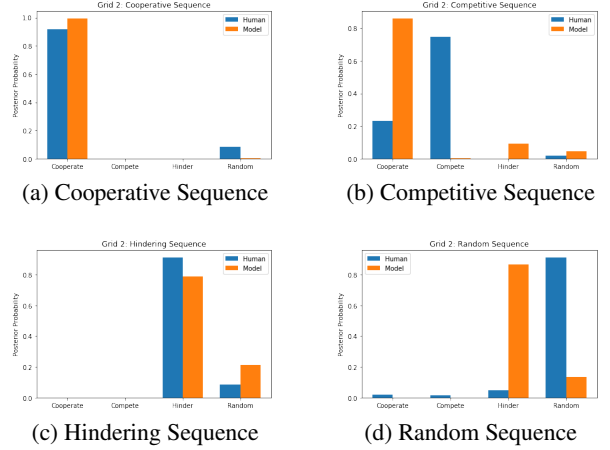 Grid 2: Cooperative Sequence
Human
Model
Posterior Probability
1.0
0.8
0.6
0.4
0.2
0.0
Cooperate Compete Hinder Random
(a) Cooperative Sequence
Grid 2: Competitive Sequence
Human
Model
Posterior Probability
0.8
0.6
0.4
0.2
0.0
Cooperate Compete Hinder Random
(b) Competitive Sequence
Grid 2: Hindering Sequence
Human
Model
Posterior Probability
0.8
0.6
0.4
0.2
0.0
Cooperate Compete Hinder Random
(c) Hindering Sequence
Grid 2: Random Sequence
Human
Model
Posterior Probability
0.8
0.6
0.4
0.2
0.0
Cooperate Compete Hinder Random
(d) Random Sequence